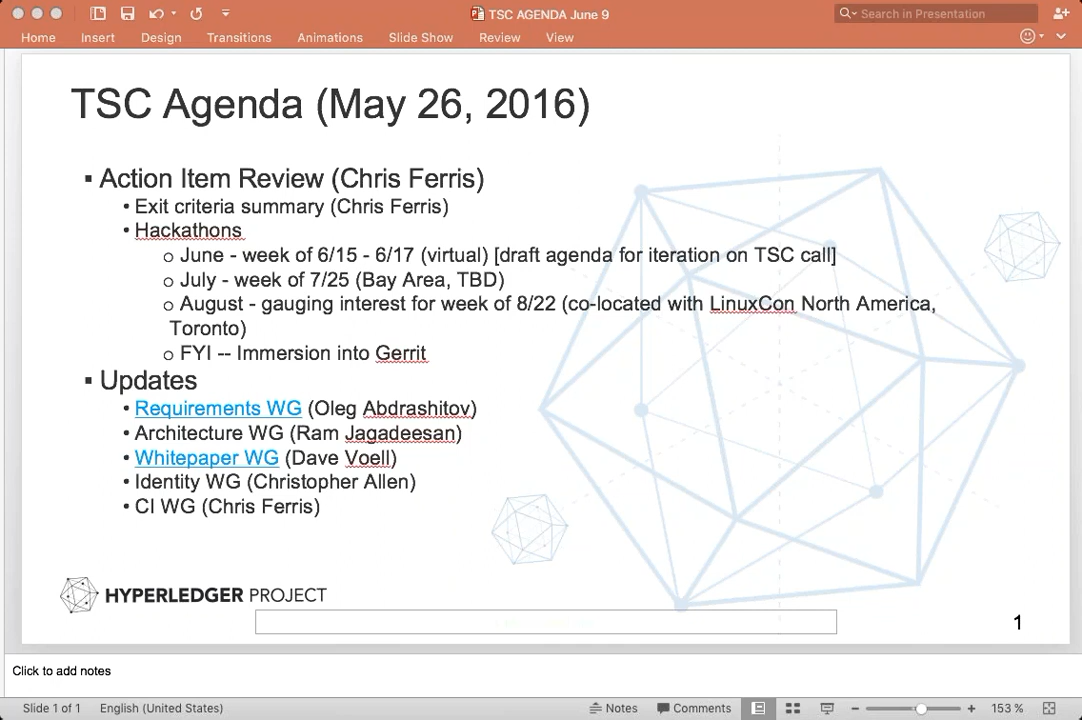 TSC AGENDA June 9
Search in Presentation
Home Insert Design Transitions Animations Slide Show Review View
TSC Agenda (May 26, 2016)
▪ Action Item Review (Chris Ferris)
• Exit criteria summary (Chris Ferris)
• Hackathons
o June - week of 6/15 - 6/17 (virtual) [draft agenda for iteration on TSC call]
o July - week of 7/25 (Bay Area, TBD)
o August - gauging interest for week of 8/22 (co-located with LinuxCon North America,
Toronto)
o FYI -- Immersion into Gerrit
▪ Updates
• Requirements WG (Oleg Abdrashitov)
• Architecture WG (Ram Jagadeesan)
• Whitepaper WG (Dave Voell)
• Identity WG (Christopher Allen)
• CI WG (Chris Ferris)
HYPERLEDGER PROJECT
1
Click to add notes
Slide 1 of 1 English (United States) Notes Comments 153 %